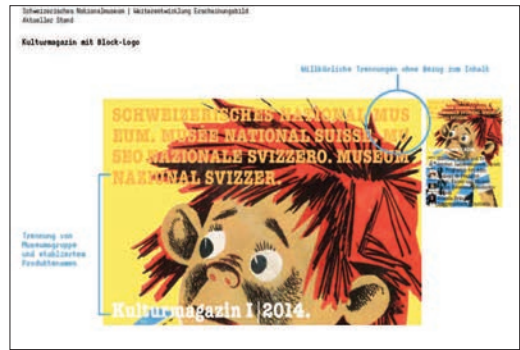 Schweizerisches Nationalmuseum | Weiterentwicklung Erscheinungsbild
Aktueller Stand
Kulturmagazin mit Block-Logo
Willkürliche Trennungen ohne Bezug zum Inhalt
SCHWEIZERISCHES NATIONALMUS
EUM. MUSÉE NATIONAL SUISSE. MU
SEO NAZIONALE SVIZZERO. MUSEUM
NAZIUNAL SVIZZER.
Trennung von
Museumsgruppe
und etabliertem
Produktenamen
Kulturmagazin I|2014.